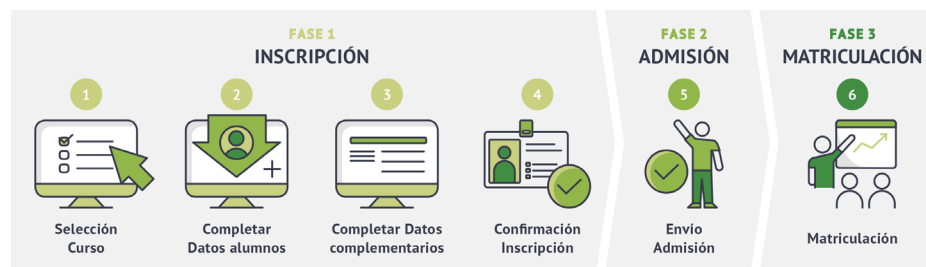 FASE 1
INSCRIPCIÓN
1
Selección
Curso
2
Completar
Datos alumnos
3
Completar Datos
complementarios
4
Confirmación
Inscripción
FASE 2
ADMISIÓN
5
Envío
Admisión
FASE 3
MATRICULACIÓN
6
Matriculación